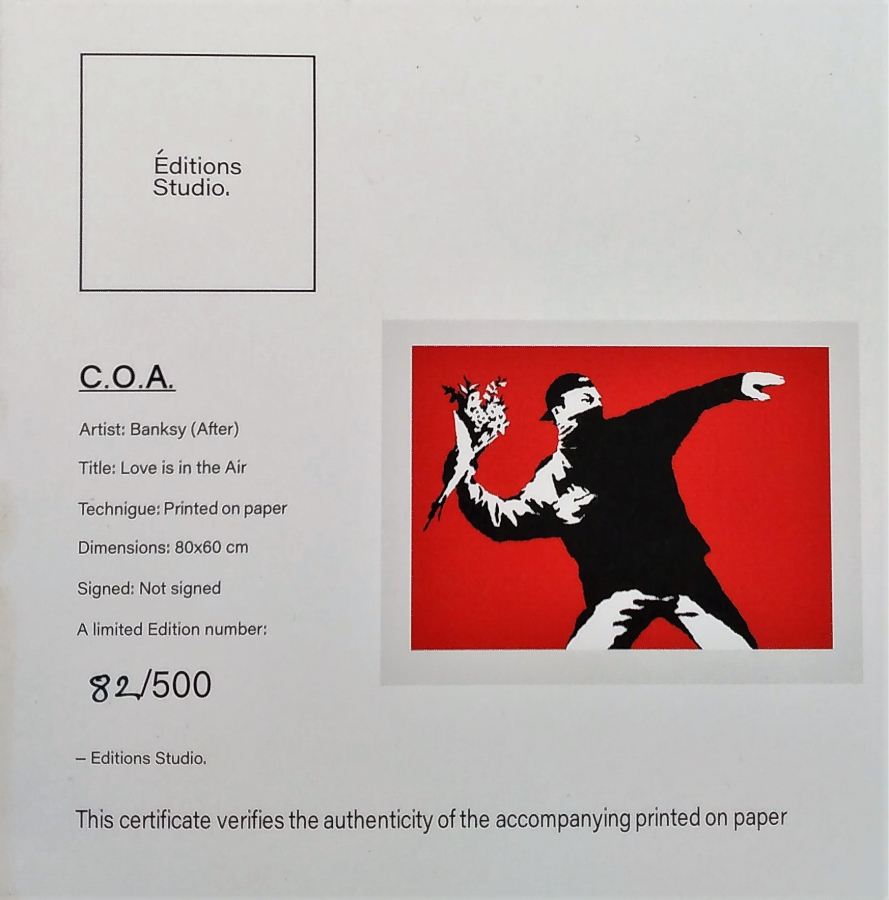 Éditions
Studio.
C.O.A.
Artist: Banksy (After)
Title: Love is in the Air
Technigue: Printed on paper
Dimensions: 80x60 cm
Signed: Not signed
A limited Edition number:
82/500
– Editions Studio.
This certificate verifies the authenticity of the accompanying printed on paper